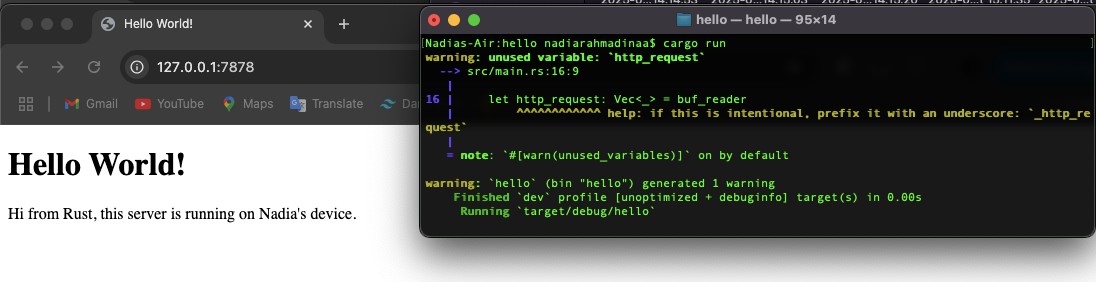 Hello World!
127.0.0.1:7878
Gmail YouTube Maps Translate
Hello World!
Hi from Rust, this server is running on Nadia's device.
hello — hello — 95×14
[Nadias-Air:hello nadiarahmadinaa$ cargo run ]
warning: unused variable: `http_request`
--> src/main.rs:16:9
|
16 | let http_request: Vec<_> = buf_reader
| ^^^^^^^^^^^^ help: if this is intentional, prefix it with an underscore: `_http_re
quest`
|
= note: `#[warn(unused_variables)]` on by default
warning: `hello` (bin "hello") generated 1 warning
Finished `dev` profile [unoptimized + debuginfo] target(s) in 0.00s
Running `target/debug/hello`